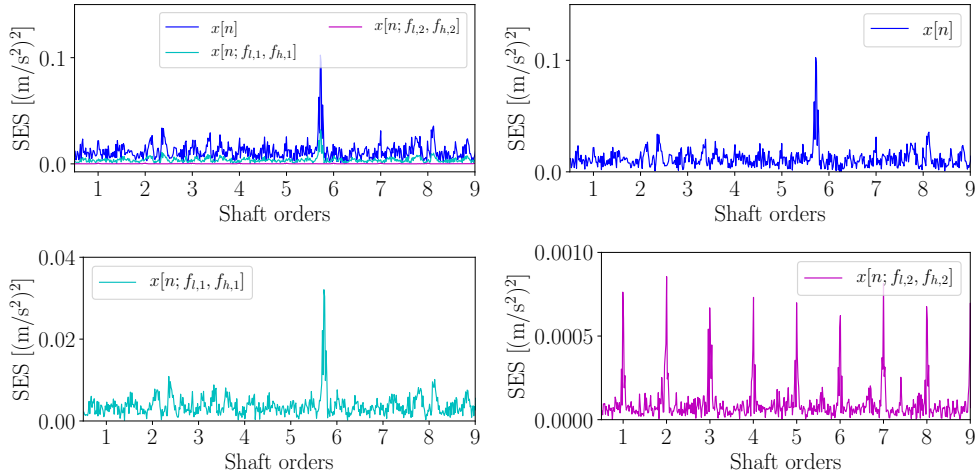 SES [(m/s²)²]
0.1
0.0
x[n]
x[n; f_{l,1}, f_{h,1}]
x[n; f_{l,2}, f_{h,2}]
1 2 3 4 5 6 7 8 9
Shaft orders
SES [(m/s²)²]
0.1
0.0
x[n]
1 2 3 4 5 6 7 8 9
Shaft orders
SES [(m/s²)²]
0.04
0.02
0.00
x[n; f_{l,1}, f_{h,1}]
1 2 3 4 5 6 7 8 9
Shaft orders
SES [(m/s²)²]
0.0010
0.0005
0.0000
x[n; f_{l,2}, f_{h,2}]
1 2 3 4 5 6 7 8 9
Shaft orders